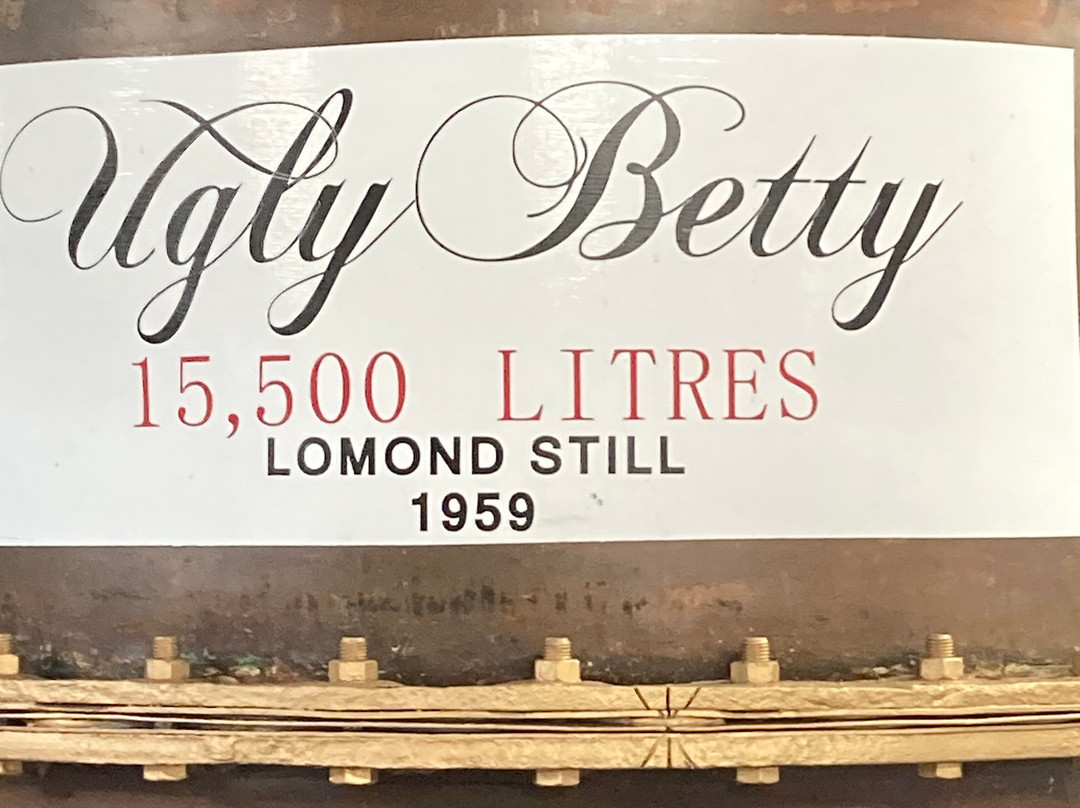 Ugly Betty
15,500 LITRES
LOMOND STILL
1959